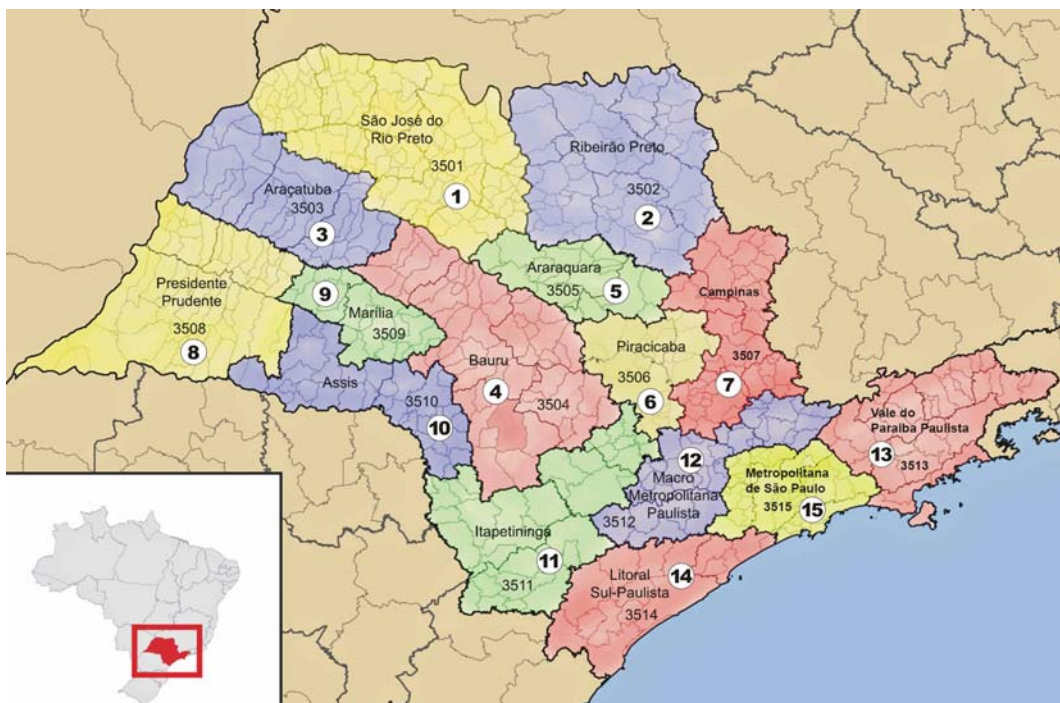 São José do
Rio Preto
3501
1
Ribeirão Preto
3502
2
Araçatuba
3503
3
Presidente
Prudente
3508
8
9
Marília
3509
Araraquara
3505
5
Campinas
3507
7
Piracicaba
3506
6
Bauru
4
3504
Assis
3510
10
Vale do
Paraiba Paulista
13
3513
12
Macro
Metropolitana
Paulista
3512
Metropolitana
de São Paulo
3515
15
Itapetininga
11
3511
14
Litoral
Sul-Paulista
3514